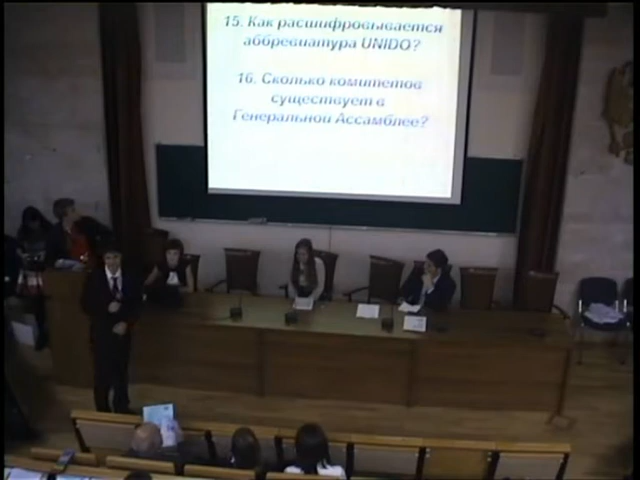 15. Как расшифровывается
аббревиатура UNIDO?
16. Сколько комитетов
существует в
Генеральной Ассамблее?